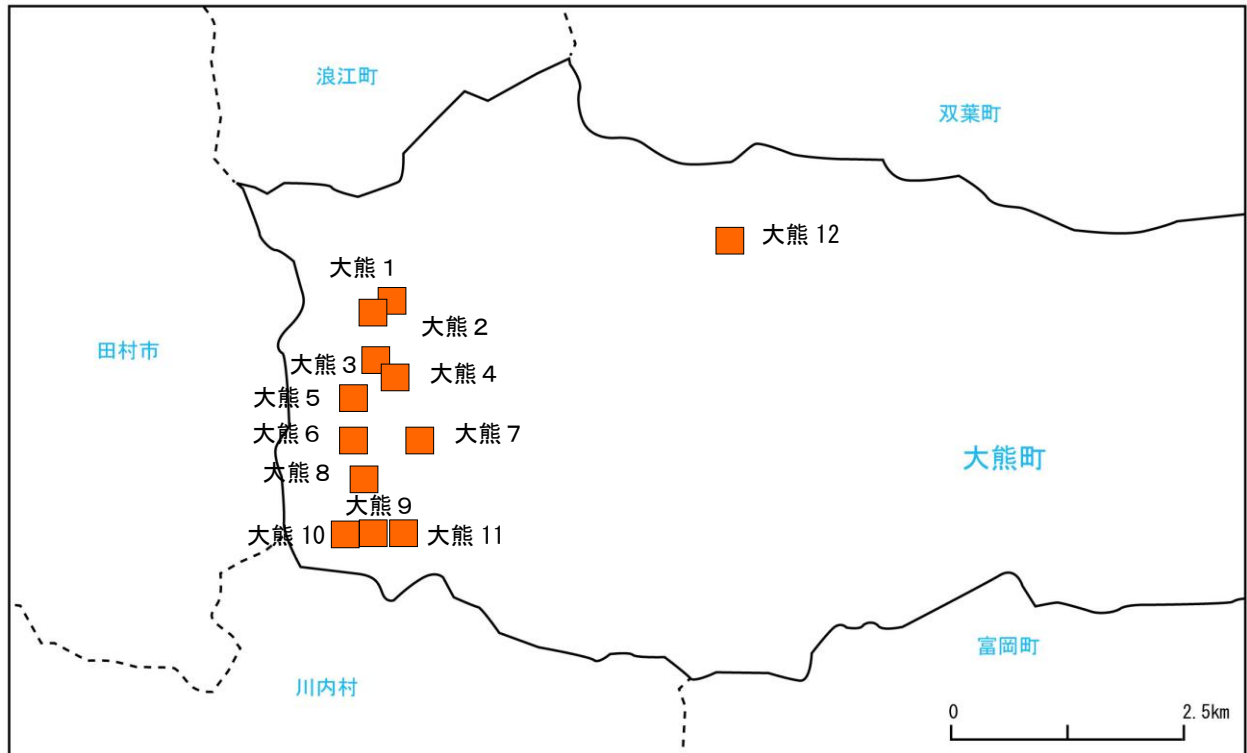 浪江町
双葉町
大熊 12
大熊 1
大熊 2
田村市
大熊 3
大熊 4
大熊 5
大熊 6
大熊 7
大熊町
大熊 8
大熊 9
大熊 10
大熊 11
富岡町
川内村
0 2.5km